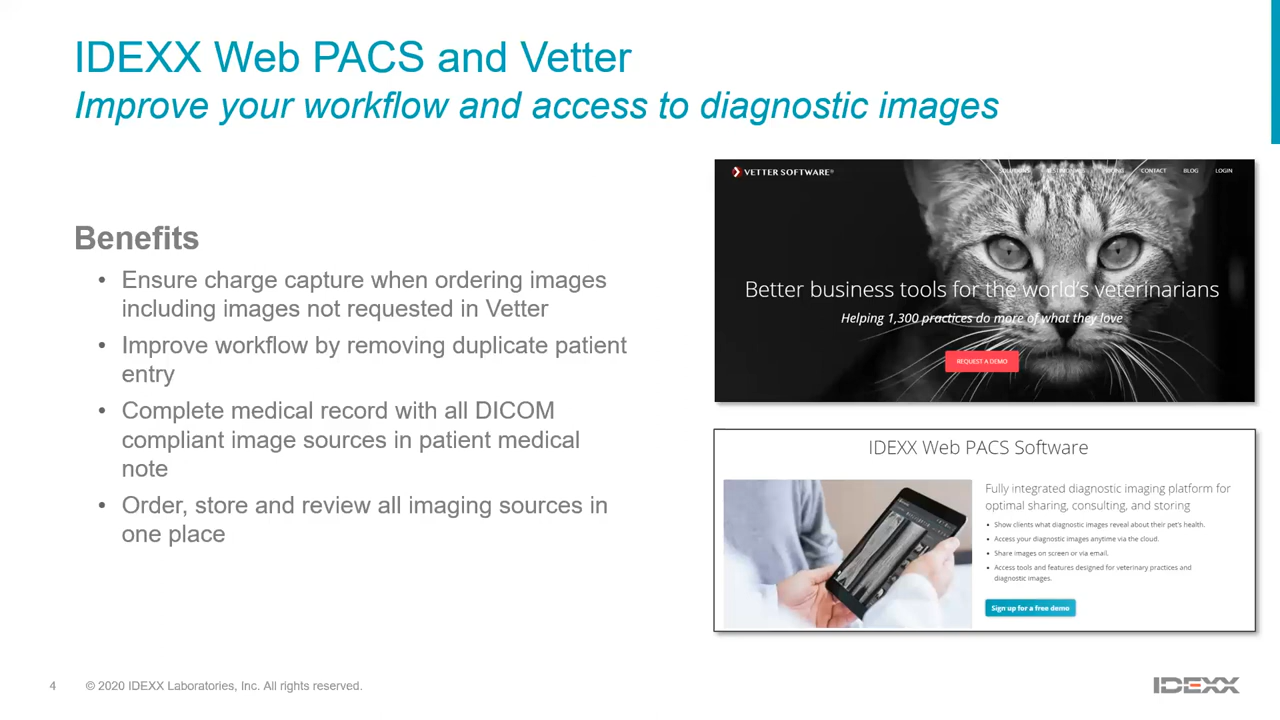 IDEXX Web PACS and Vetter
Improve your workflow and access to diagnostic images
Benefits
• Ensure charge capture when ordering images
including images not requested in Vetter
• Improve workflow by removing duplicate patient
entry
• Complete medical record with all DICOM
compliant image sources in patient medical
note
• Order, store and review all imaging sources in
one place
VETTER SOFTWARE®
SOLUTIONS CONTACT BLOG LOGIN
Better business tools for the world's veterinarians
Helping 1,300 practices do more of what they love
REQUEST A DEMO
IDEXX Web PACS Software
Fully integrated diagnostic imaging platform for
optimal sharing, consulting, and storing
• Show clients what diagnostic images reveal about their pet's health.
• Access your diagnostic images anytime via the cloud.
• Share images on screen or via email.
• Access tools and features designed for veterinary practices and
diagnostic images.
Sign up for a free demo
4 © 2020 IDEXX Laboratories, Inc. All rights reserved.
IDEXX